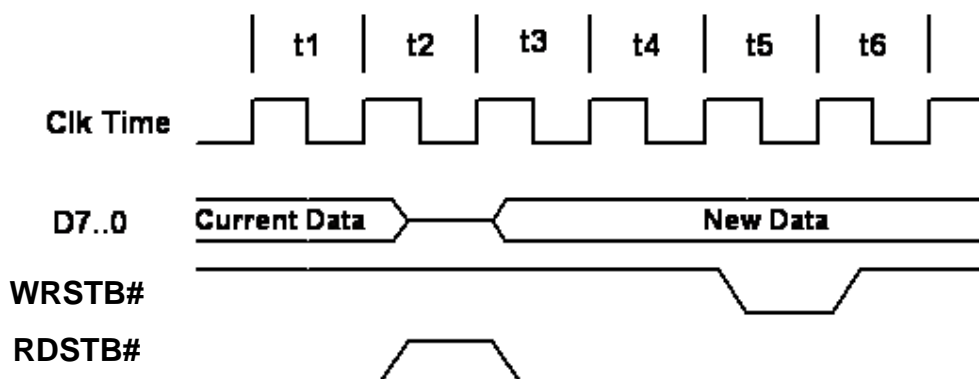 t1 t2 t3 t4 t5 t6
Clk Time
D7..0 Current Data New Data
WRSTB#
RDSTB#